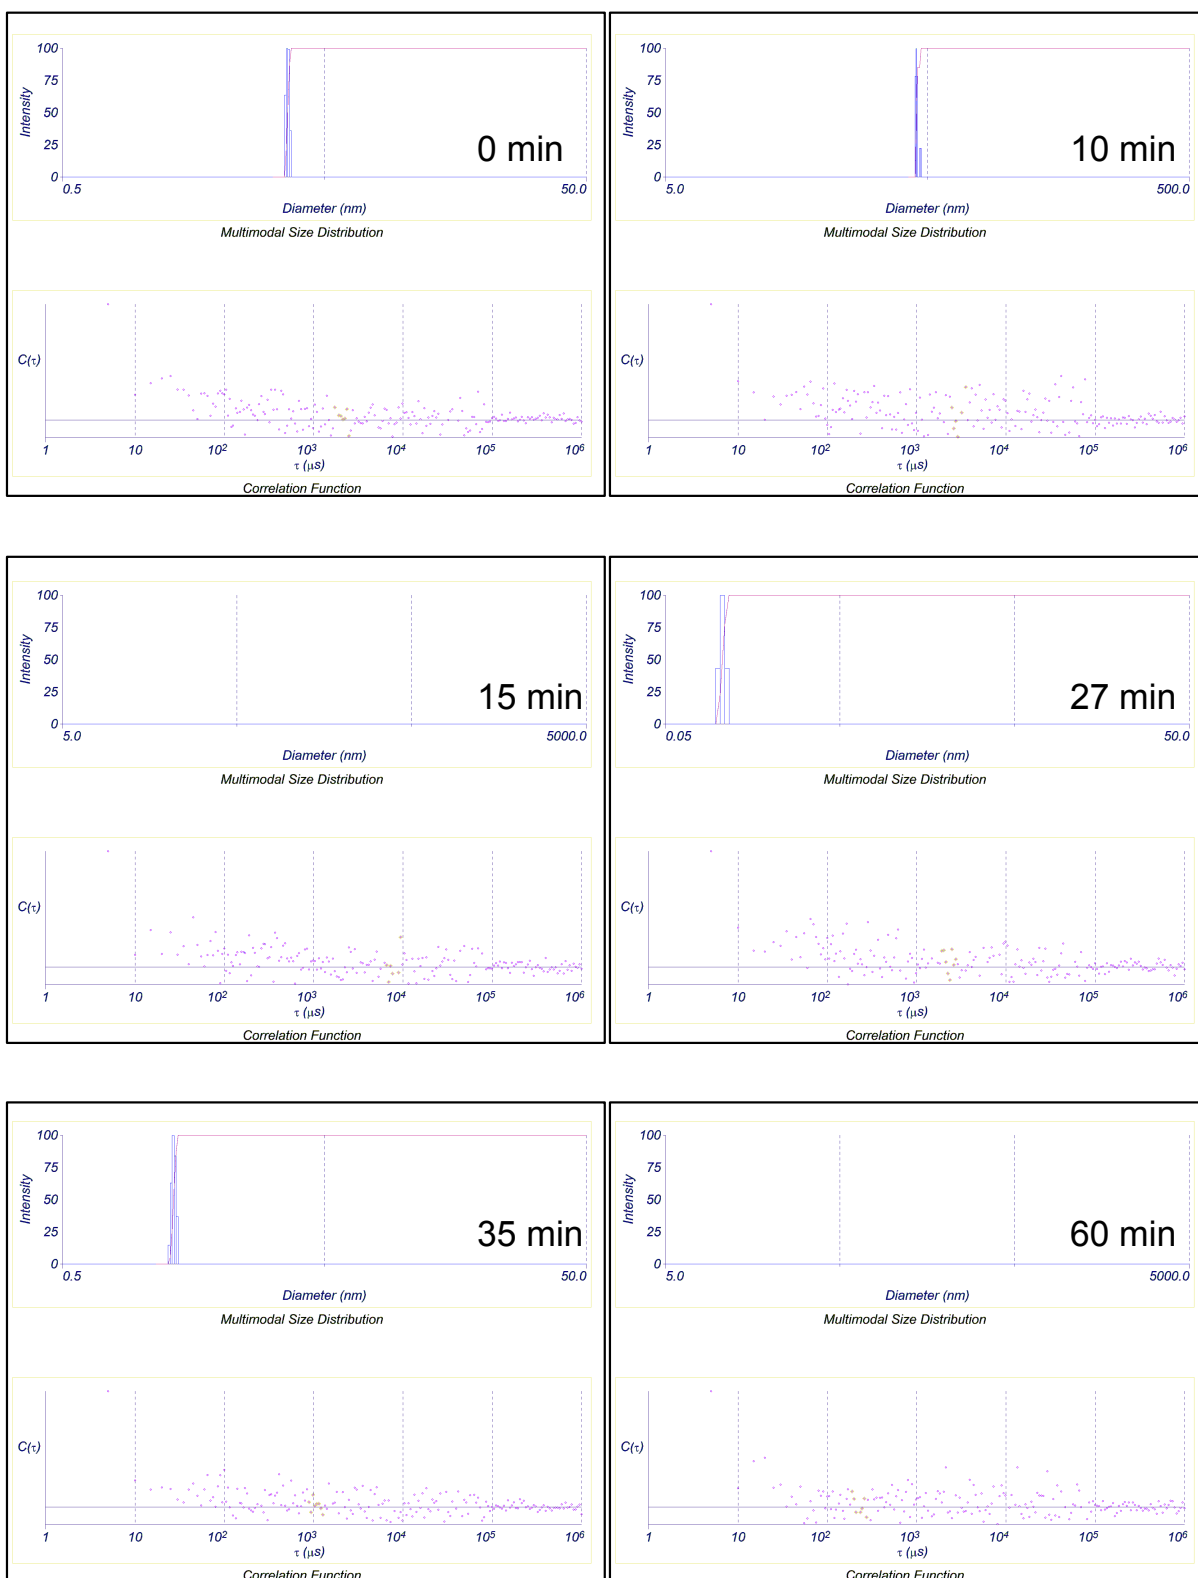 100
75
50
25
0
Intensity
0 min
0.5
50.0
Diameter (nm)
Multimodal Size Distribution
C(τ)
1
10
10²
10³
10⁴
10⁵
10⁶
τ (μs)
Correlation Function
100
75
50
25
0
Intensity
10 min
5.0
500.0
Diameter (nm)
Multimodal Size Distribution
C(τ)
1
10
10²
10³
10⁴
10⁵
10⁶
τ (μs)
Correlation Function
100
75
50
25
0
Intensity
15 min
5.0
5000.0
Diameter (nm)
Multimodal Size Distribution
C(τ)
1
10
10²
10³
10⁴
10⁵
10⁶
τ (μs)
Correlation Function
100
75
50
25
0
Intensity
27 min
0.05
50.0
Diameter (nm)
Multimodal Size Distribution
C(τ)
1
10
10²
10³
10⁴
10⁵
10⁶
τ (μs)
Correlation Function
100
75
50
25
0
Intensity
35 min
0.5
50.0
Diameter (nm)
Multimodal Size Distribution
C(τ)
1
10
10²
10³
10⁴
10⁵
10⁶
τ (μs)
Correlation Function
100
75
50
25
0
Intensity
60 min
5.0
5000.0
Diameter (nm)
Multimodal Size Distribution
C(τ)
1
10
10²
10³
10⁴
10⁵
10⁶
τ (μs)
Correlation Function